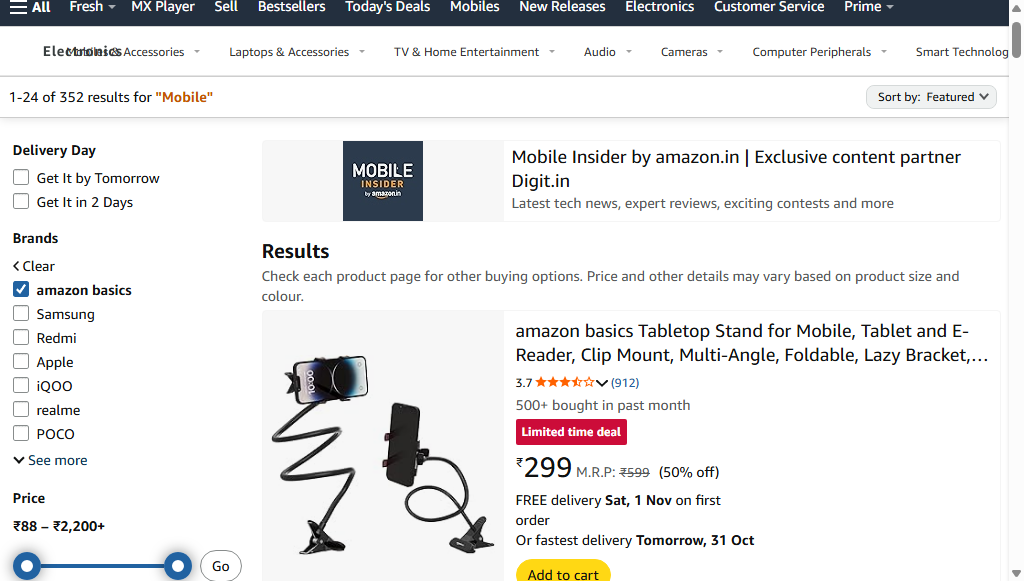 All Fresh MX Player Sell Bestsellers Today's Deals Mobiles New Releases Electronics Customer Service Prime
Electronics Mobiles & Accessories Laptops & Accessories TV & Home Entertainment Audio Cameras Computer Peripherals Smart Technolog
1-24 of 352 results for "Mobile"
Sort by: Featured
Delivery Day
Get It by Tomorrow
Get It in 2 Days
Brands
Clear
amazon basics
Samsung
Redmi
Apple
iQOO
realme
POCO
See more
Price
₹88 – ₹2,200+
Go
MOBILE
INSIDER
by amazon.in
Mobile Insider by amazon.in | Exclusive content partner
Digit.in
Latest tech news, expert reviews, exciting contests and more
Results
Check each product page for other buying options. Price and other details may vary based on product size and
colour.
10:00
amazon basics Tabletop Stand for Mobile, Tablet and E-
Reader, Clip Mount, Multi-Angle, Foldable, Lazy Bracket,…
3.7 (912)
500+ bought in past month
Limited time deal
₹299 M.R.P: ₹599 (50% off)
FREE delivery Sat, 1 Nov on first
order
Or fastest delivery Tomorrow, 31 Oct
Add to cart